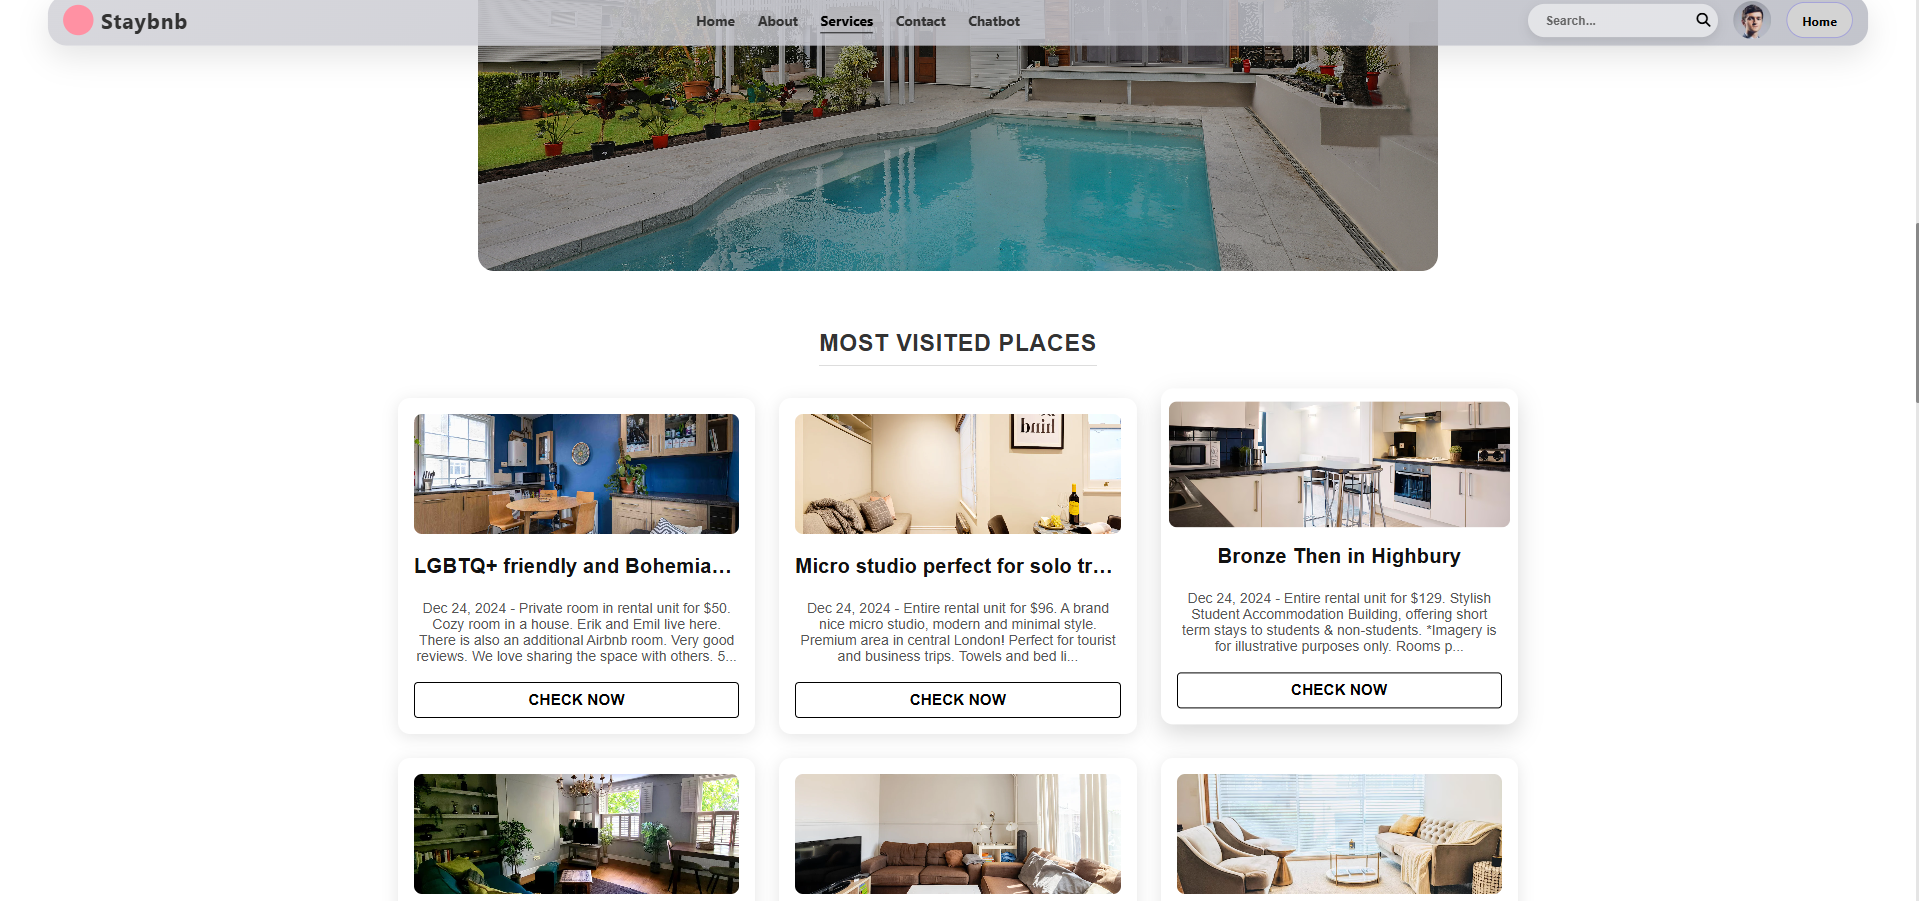 Staybnb
Home About Services Contact Chatbot
Search...
Home
MOST VISITED PLACES
LGBTQ+ friendly and Bohemia...
Dec 24, 2024 - Private room in rental unit for $50.
Cozy room in a house. Erik and Emil live here.
There is also an additional Airbnb room. Very good
reviews. We love sharing the space with others. 5...
CHECK NOW
Micro studio perfect for solo tr...
Dec 24, 2024 - Entire rental unit for $96. A brand
nice micro studio, modern and minimal style.
Premium area in central London! Perfect for tourist
and business trips. Towels and bed li...
CHECK NOW
Bronze Then in Highbury
Dec 24, 2024 - Entire rental unit for $129. Stylish
Student Accommodation Building, offering short
term stays to students & non-students. *Imagery is
for illustrative purposes only. Rooms p...
CHECK NOW